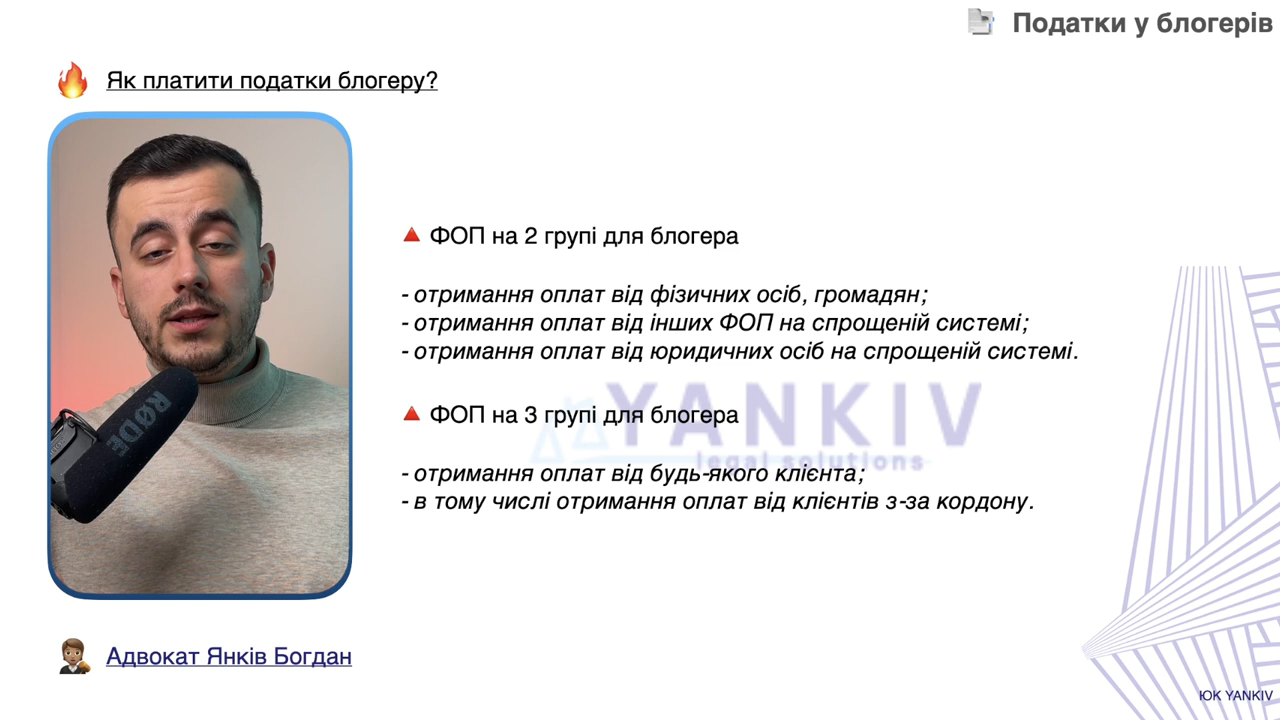 Податки у блогерів
Як платити податки блогеру?
ФОП на 2 групі для блогера
- отримання оплат від фізичних осіб, громадян;
- отримання оплат від інших ФОП на спрощеній системі;
- отримання оплат від юридичних осіб на спрощеній системі.
YANKIV
legal solutions
ФОП на 3 групі для блогера
- отримання оплат від будь-якого клієнта;
- в тому числі отримання оплат від клієнтів з-за кордону.
RØDE
Адвокат Янків Богдан
ЮК YANKIV